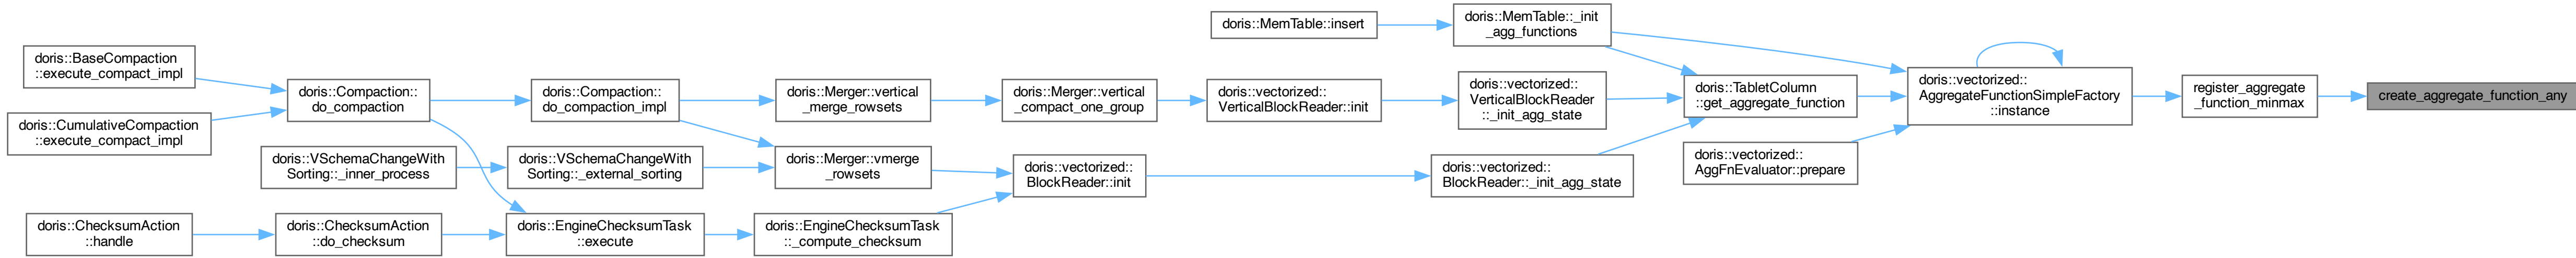 doris::BaseCompaction
::execute_compact_impl
doris::CumulativeCompaction
::execute_compact_impl
doris::Compaction::
do_compaction
doris::VSchemaChangeWith
Sorting::_inner_process
doris::ChecksumAction
::handle
doris::ChecksumAction
::do_checksum
doris::Compaction::
do_compaction_impl
doris::VSchemaChangeWith
Sorting::_external_sorting
doris::EngineChecksumTask
::execute
doris::Merger::vertical
_merge_rowsets
doris::Merger::vmerge
_rowsets
doris::EngineChecksumTask
::_compute_checksum
doris::Merger::vertical
_compact_one_group
doris::vectorized::
BlockReader::init
doris::MemTable::insert
doris::vectorized::
VerticalBlockReader::init
doris::MemTable::_init
_agg_functions
doris::vectorized::
VerticalBlockReader
::_init_agg_state
doris::vectorized::
BlockReader::_init_agg_state
doris::TabletColumn
::get_aggregate_function
doris::vectorized::
AggFnEvaluator::prepare
doris::vectorized::
AggregateFunctionSimpleFactory
::instance
register_aggregate
_function_minmax
create_aggregate_function_any